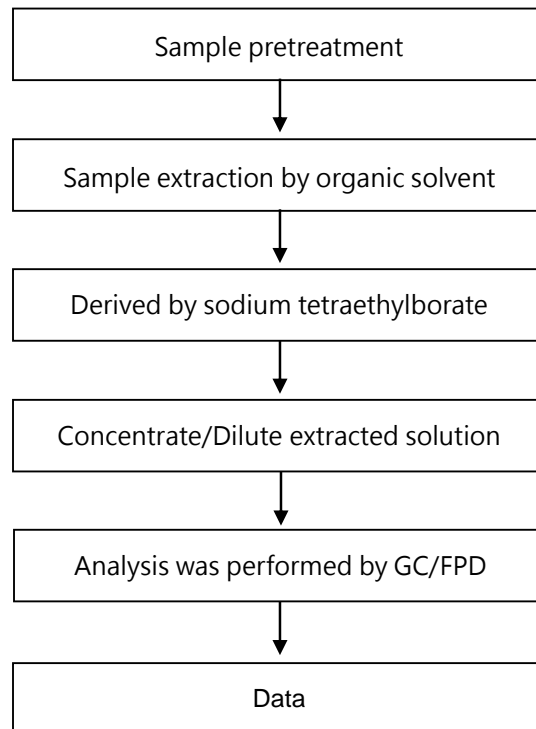 Sample pretreatment
Sample extraction by organic solvent
Derived by sodium tetraethylborate
Concentrate/Dilute extracted solution
Analysis was performed by GC/FPD
Data